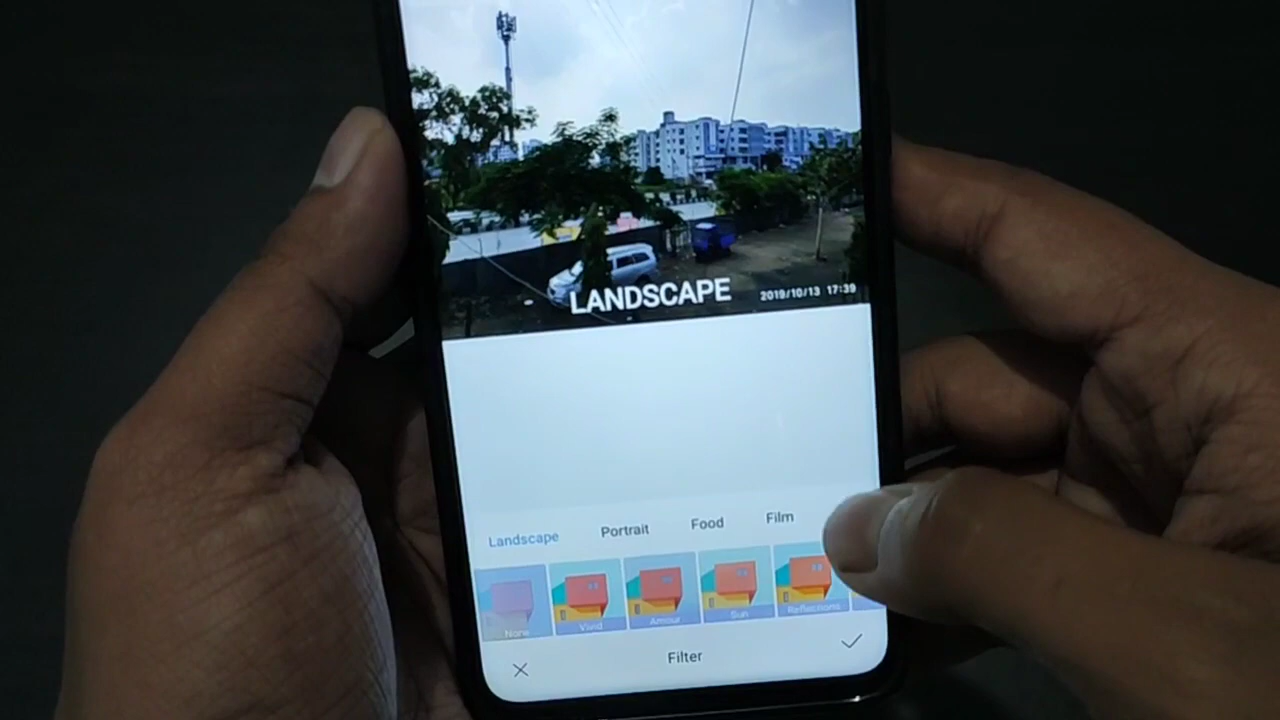 LANDSCAPE
2019/10/13 17:39
Landscape Portrait Food Film
None Vivid Amour Sun Reflections
Filter